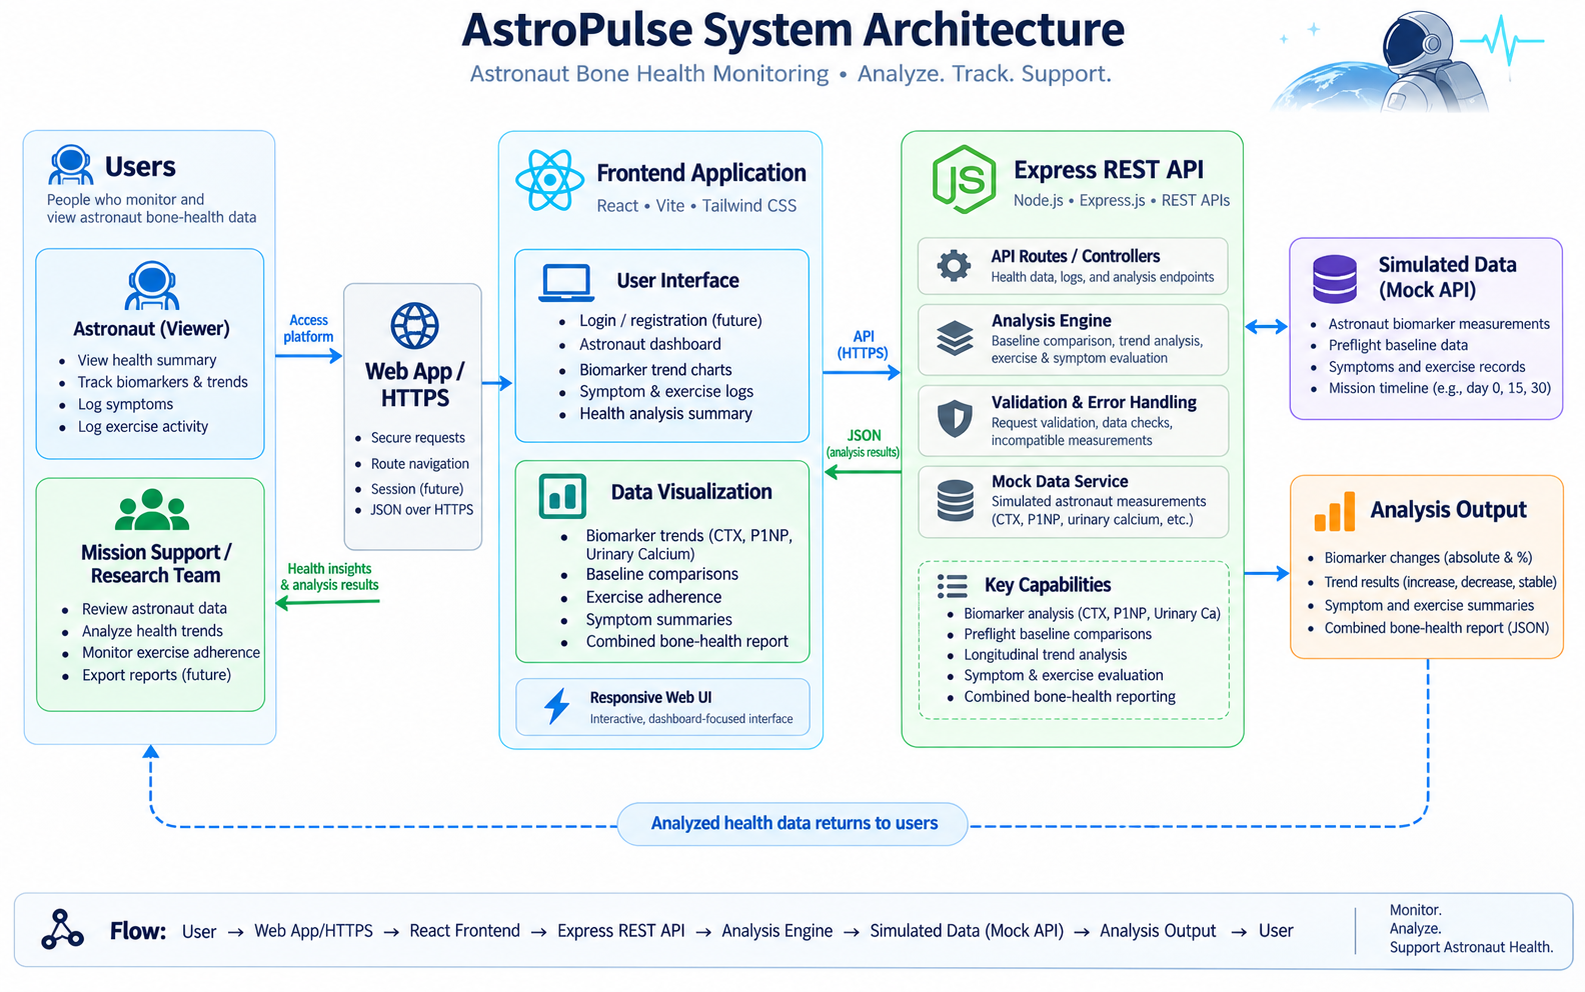 AstroPulse System Architecture
Astronaut Bone Health Monitoring • Analyze. Track. Support.
Users
People who monitor and
view astronaut bone-health data
Astronaut (Viewer)
• View health summary
• Track biomarkers & trends
• Log symptoms
• Log exercise activity
Mission Support /
Research Team
• Review astronaut data
• Analyze health trends
• Monitor exercise adherence
• Export reports (future)
Access
platform
Health insights
& analysis results
Web App /
HTTPS
• Secure requests
• Route navigation
• Session (future)
• JSON over HTTPS
Frontend Application
React • Vite • Tailwind CSS
User Interface
• Login / registration (future)
• Astronaut dashboard
• Biomarker trend charts
• Symptom & exercise logs
• Health analysis summary
Data Visualization
• Biomarker trends (CTX, P1NP,
Urinary Calcium)
• Baseline comparisons
• Exercise adherence
• Symptom summaries
• Combined bone-health report
Responsive Web UI
Interactive, dashboard-focused interface
API
(HTTPS)
JSON
(analysis results)
JS
Express REST API
Node.js • Express.js • REST APIs
API Routes / Controllers
Health data, logs, and analysis endpoints
Analysis Engine
Baseline comparison, trend analysis,
exercise & symptom evaluation
Validation & Error Handling
Request validation, data checks,
incompatible measurements
Mock Data Service
Simulated astronaut measurements
(CTX, P1NP, urinary calcium, etc.)
Key Capabilities
• Biomarker analysis (CTX, P1NP, Urinary Ca)
• Preflight baseline comparisons
• Longitudinal trend analysis
• Symptom & exercise evaluation
• Combined bone-health reporting
Simulated Data
(Mock API)
• Astronaut biomarker measurements
• Preflight baseline data
• Symptoms and exercise records
• Mission timeline (e.g., day 0, 15, 30)
Analysis Output
• Biomarker changes (absolute & %)
• Trend results (increase, decrease, stable)
• Symptom and exercise summaries
• Combined bone-health report (JSON)
Analyzed health data returns to users
Flow: User → Web App/HTTPS → React Frontend → Express REST API → Analysis Engine → Simulated Data (Mock API) → Analysis Output → User
Monitor.
Analyze.
Support Astronaut Health.